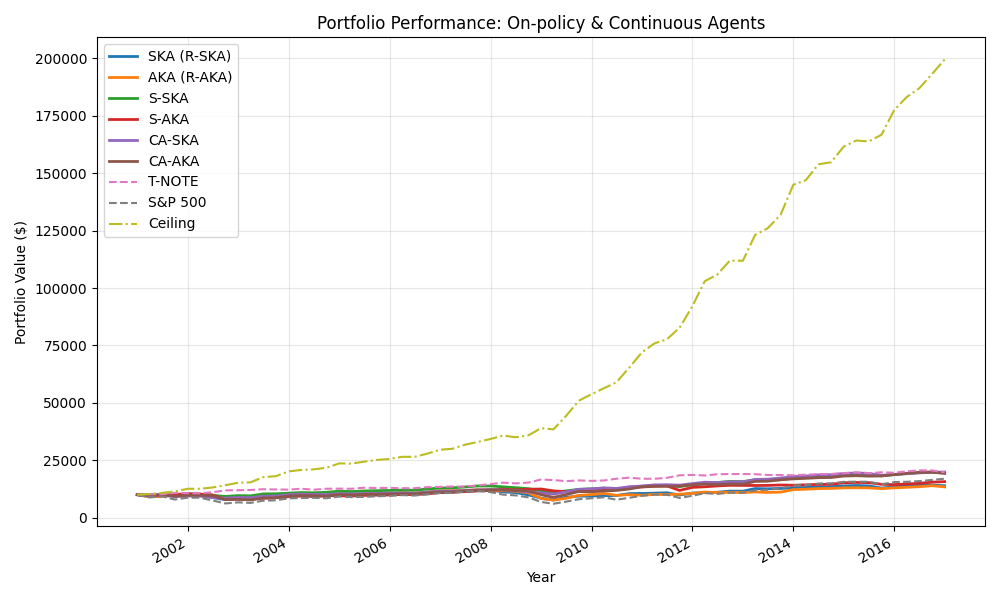 Portfolio Performance: On-policy & Continuous Agents
Portfolio Value ($)
200000
175000
150000
125000
100000
75000
50000
25000
0
SKA (R-SKA)
AKA (R-AKA)
S-SKA
S-AKA
CA-SKA
CA-AKA
T-NOTE
S&P 500
Ceiling
2002
2004
2006
2008
2010
2012
2014
2016
Year